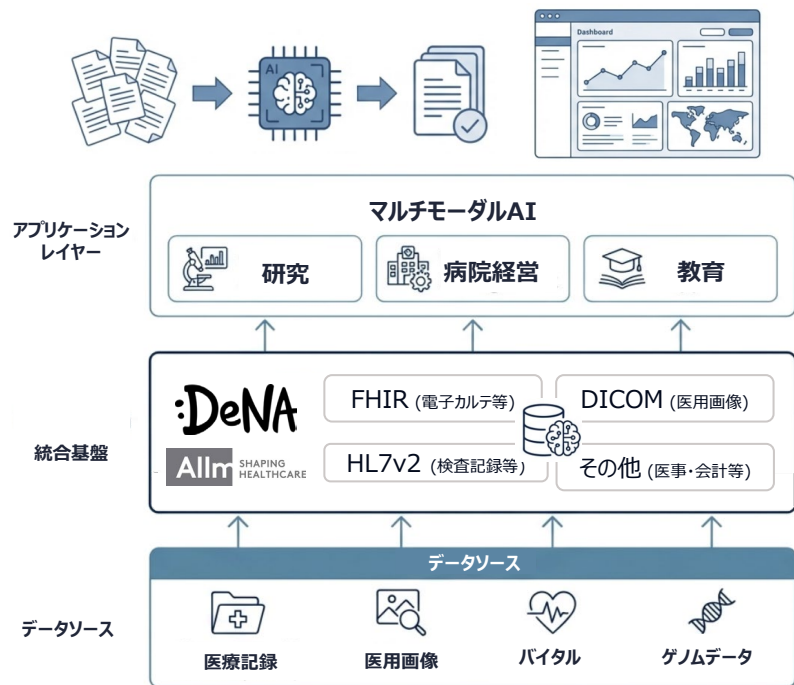 AI
Dashboard
アプリケーション
レイヤー
マルチモーダルAI
研究
病院経営
教育
統合基盤
:DeNA
Allm SHAPING
HEALTHCARE
FHIR (電子カルテ等)
DICOM (医用画像)
HL7v2 (検査記録等)
その他 (医事・会計等)
データソース
データソース
医療記録
医用画像
バイタル
ゲノムデータ